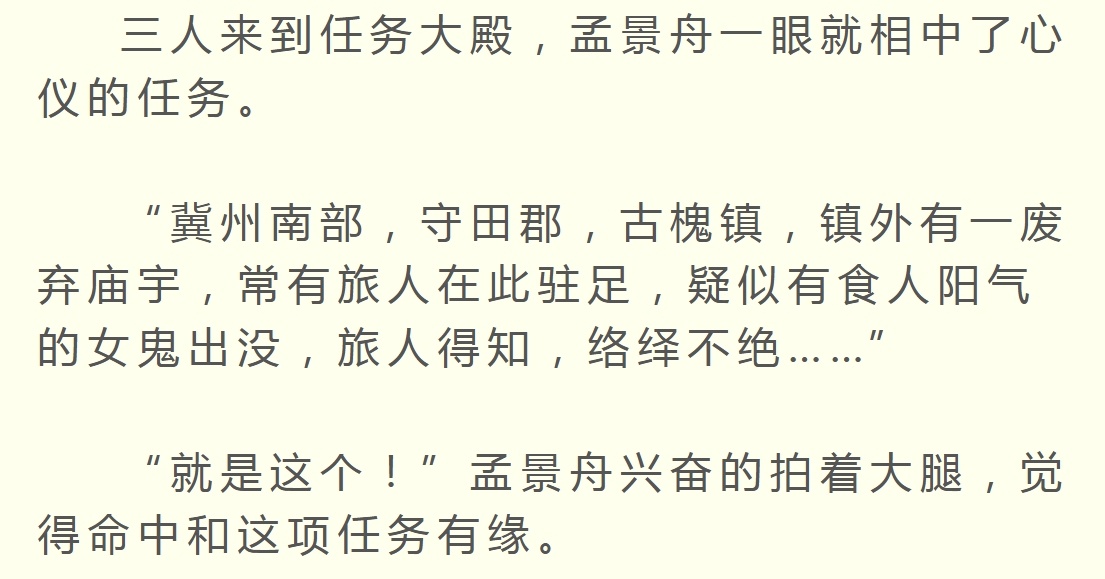 三人来到任务大殿，孟景舟一眼就相中了心
仪的任务。
“冀州南部，守田郡，古槐镇，镇外有一废
弃庙宇，常有旅人在此驻足，疑似有食人阳气
的女鬼出没，旅人得知，络绎不绝……”
“就是这个！”孟景舟兴奋的拍着大腿，觉
得命中和这项任务有缘。